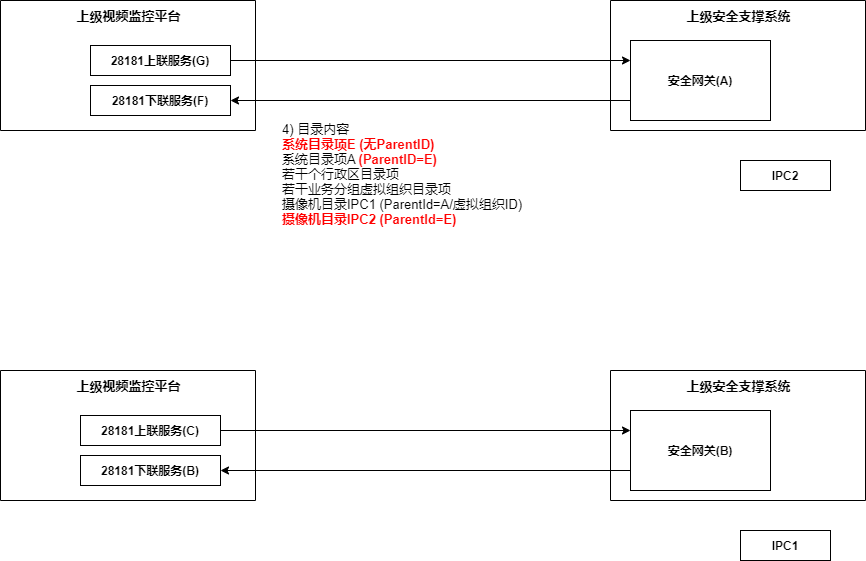 上级视频监控平台
上级安全支撑系统
28181上联服务(G)
28181下联服务(F)
安全网关(A)
4) 目录内容
系统目录项E (无ParentID)
系统目录项A (ParentID=E)
若干个行政区目录项
若干业务分组虚拟组织目录项
摄像机目录IPC1 (ParentId=A/虚拟组织ID)
摄像机目录IPC2 (ParentId=E)
IPC2
上级视频监控平台
上级安全支撑系统
28181上联服务(C)
28181下联服务(B)
安全网关(B)
IPC1